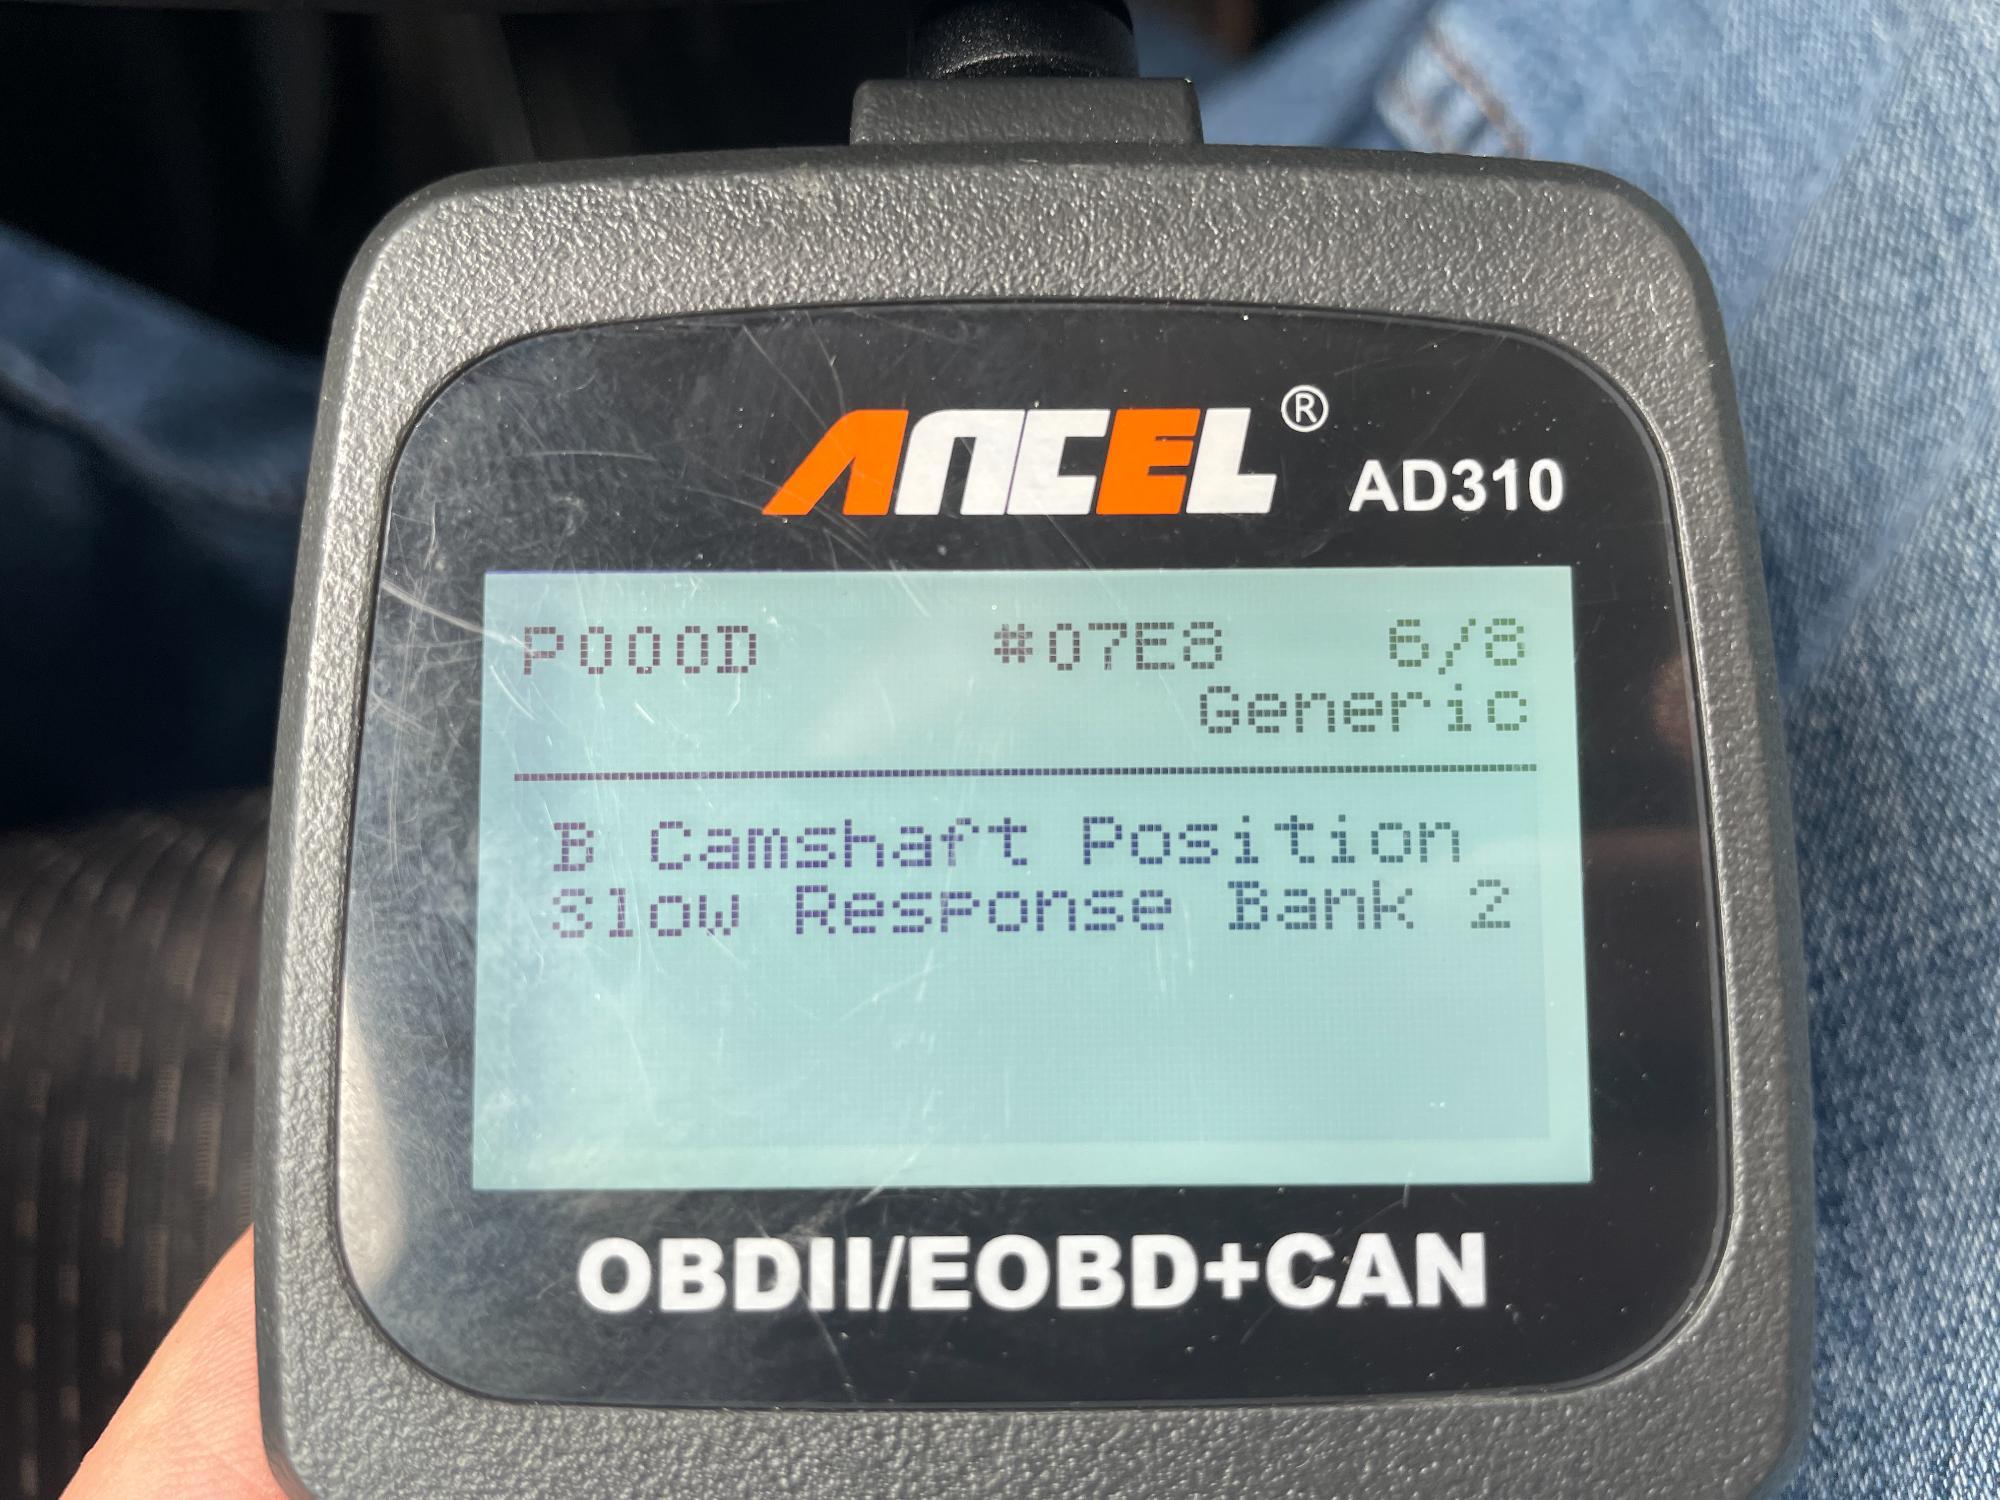 ANCEL® AD310
P000D #07E8 6/8
Generic
B Camshaft Position
Slow Response Bank 2
OBDII/EOBD+CAN